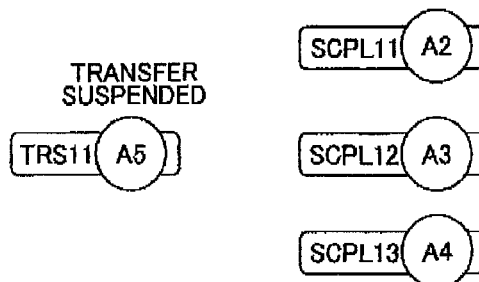 SCPL11 A2
TRANSFER
SUSPENDED
TRS11 A5
SCPL12 A3
SCPL13 A4